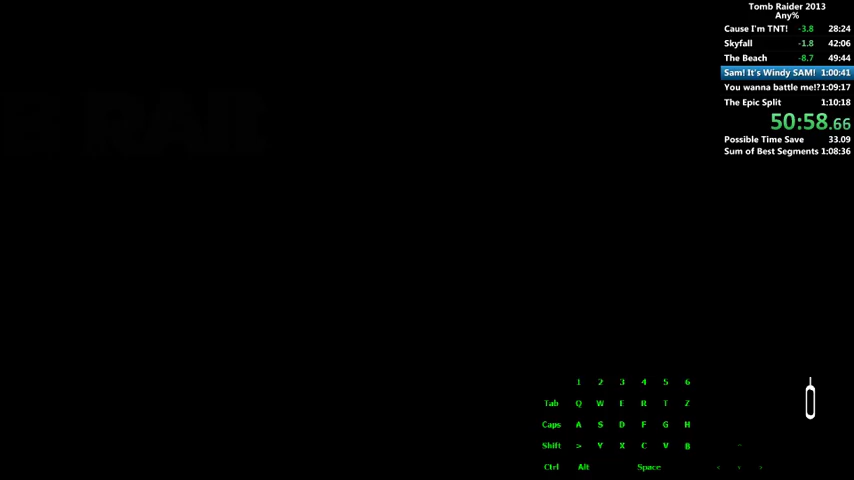 Tomb Raider 2013
Any%
Cause I'm TNT! -3.8 28:24
Skyfall -1.8 42:06
The Beach -8.7 49:44
Sam! It's Windy SAM! 1:00:41
You wanna battle me!? 1:09:17
The Epic Split 1:10:18
50:58.66
Possible Time Save 33.09
Sum of Best Segments 1:08:36
1 2 3 4 5 6
Tab Q W E R T Z
Caps A S D F G H
Shift > Y X C V B ^
Ctrl Alt Space < v >